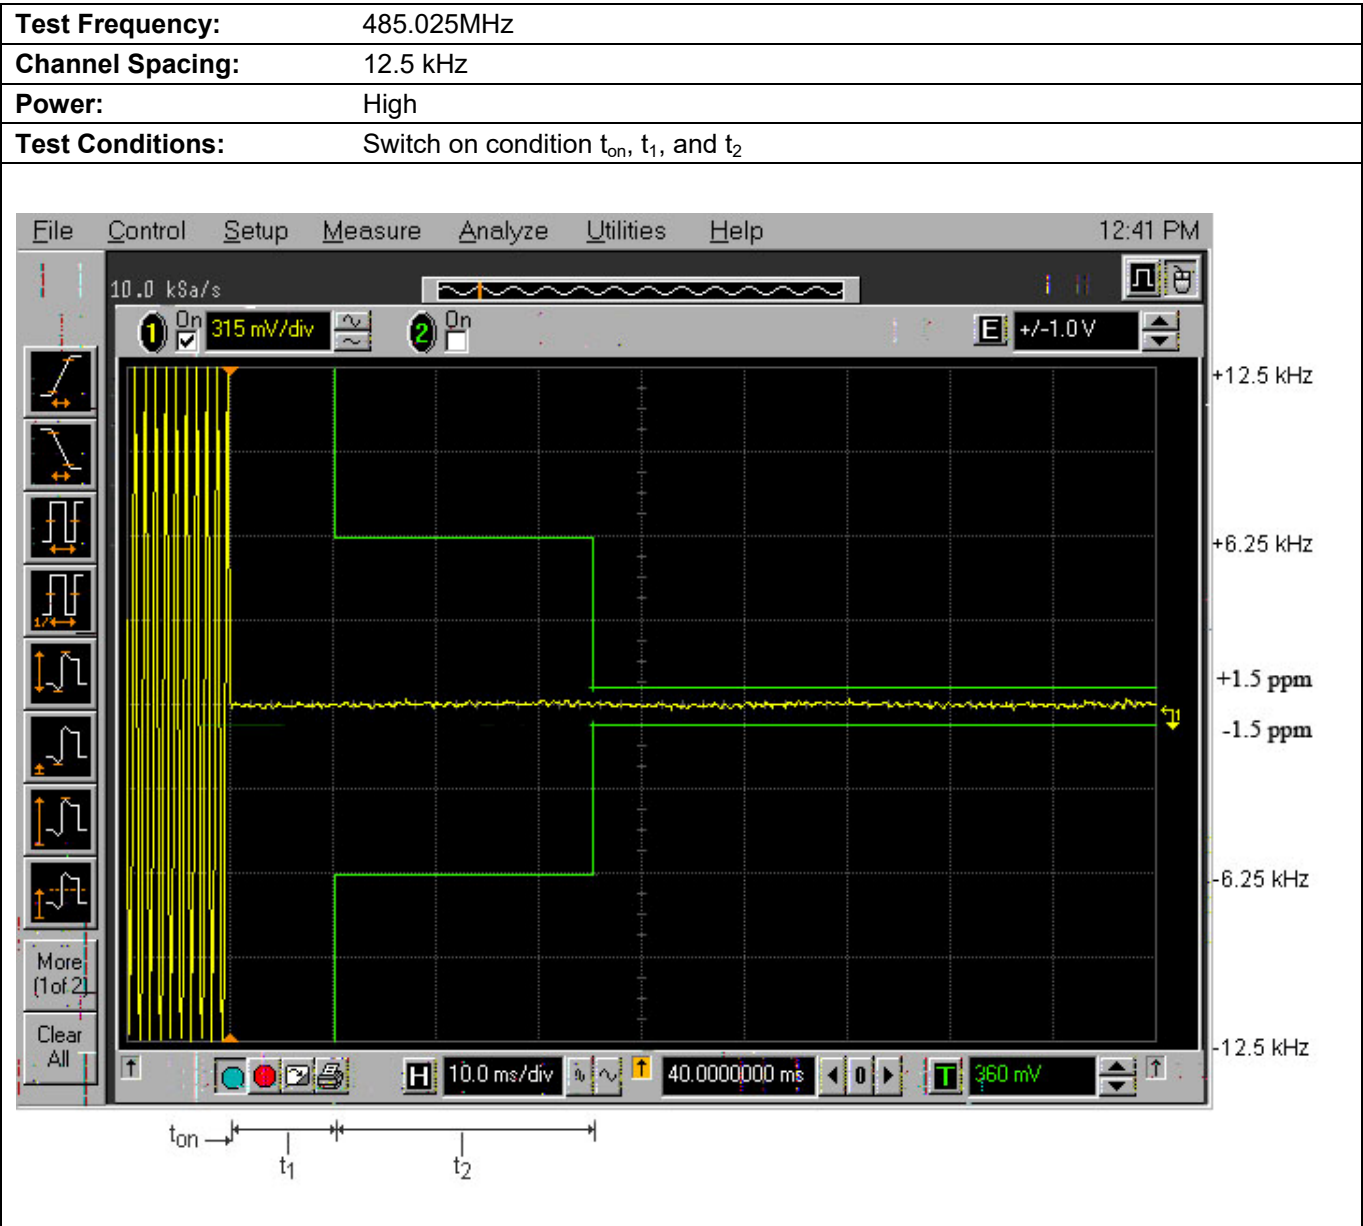 Test Frequency: 485.025MHz
Channel Spacing: 12.5 kHz
Power: High
Test Conditions: Switch on condition ton, t1, and t2
File Control Setup Measure Analyze Utilities Help 12:41 PM
10.0 kSa/s
1 On 315 mV/div 2 On E +/-1.0 V
+12.5 kHz
+6.25 kHz
+1.5 ppm
-1.5 ppm
-6.25 kHz
-12.5 kHz
1/
More
(1 of 2)
Clear
All
H 10.0 ms/div 40.0000000 ms 0 T 360 mV
ton t1 t2